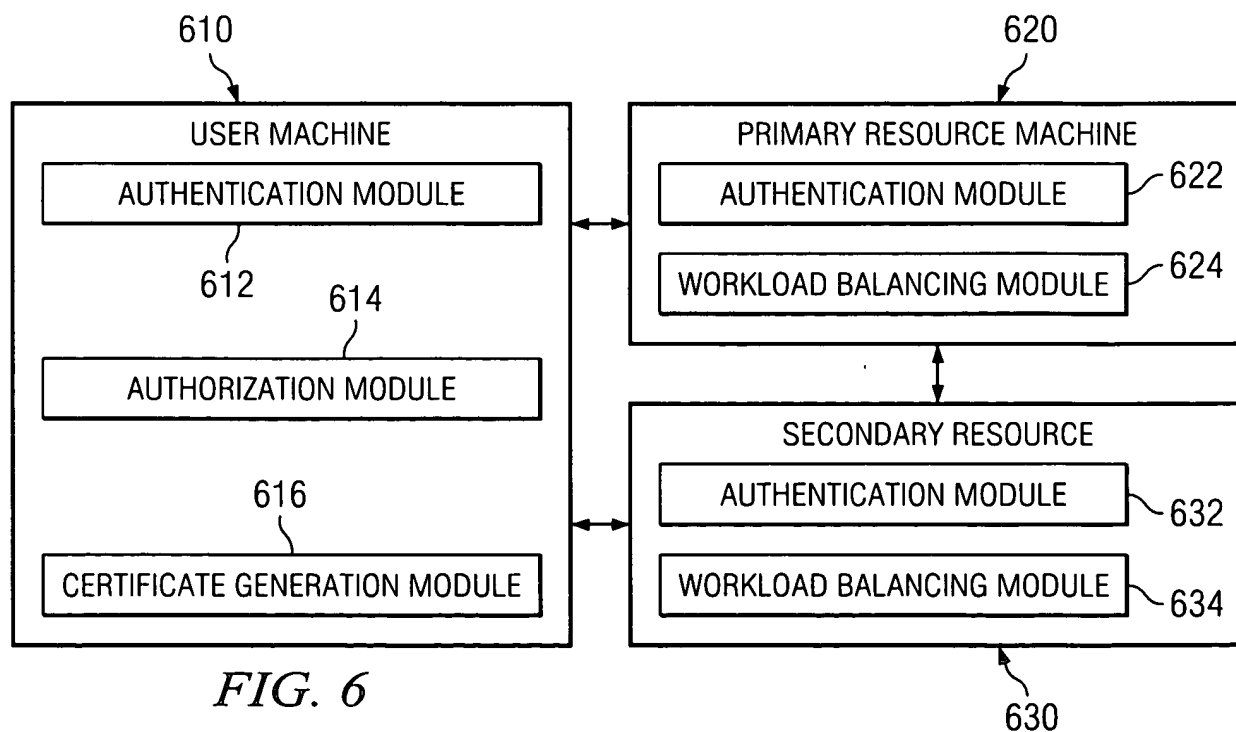 610
USER MACHINE
AUTHENTICATION MODULE
612
614
AUTHORIZATION MODULE
616
CERTIFICATE GENERATION MODULE
620
PRIMARY RESOURCE MACHINE
AUTHENTICATION MODULE
622
WORKLOAD BALANCING MODULE
624
SECONDARY RESOURCE
AUTHENTICATION MODULE
632
WORKLOAD BALANCING MODULE
634
630
FIG. 6